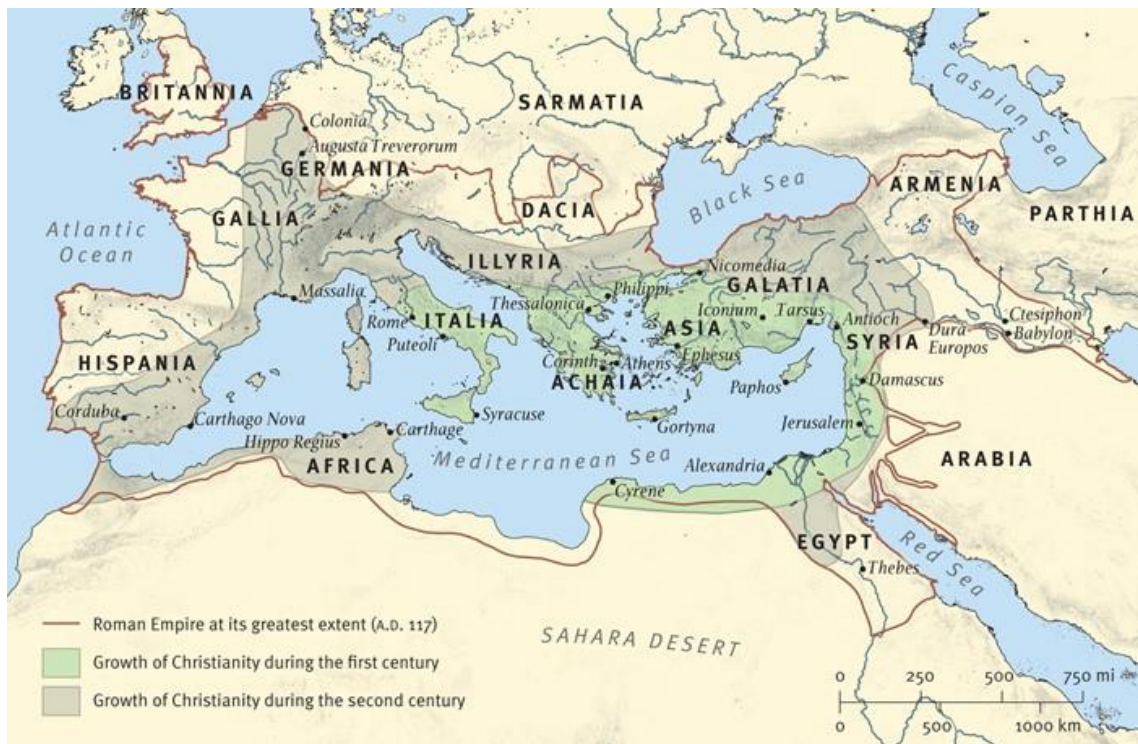 BRITANNIA
SARMATIA
Caspian Sea
Colonia
Augusta Treverorum
GERMANIA
Atlantic
Ocean
GALLIA
DACIA
Black Sea
ARMENIA
PARTHIA
ILLYRIA
Massalia
Nicomedia
Philippi
GALATIA
Thessalonica
Iconium
Tarsus
Rome
ITALIA
ASIA
Antioch
Dura
Europos
Ctesiphon
Babylon
Puteoli
SYRIA
HISPANIA
Corinth
Athens
Ephesus
ACHAIA
Paphos
Damascus
Corduba
Carthago Nova
Syracuse
Gortyna
Jerusalem
Hippo Regius
Carthage
AFRICA
Mediterranean Sea
Alexandria
ARABIA
Cyrene
EGYPT
Red Sea
Thebes
SAHARA DESERT
Roman Empire at its greatest extent (A.D. 117)
Growth of Christianity during the first century
Growth of Christianity during the second century
0 250 500 750 mi
0 500 1000 km